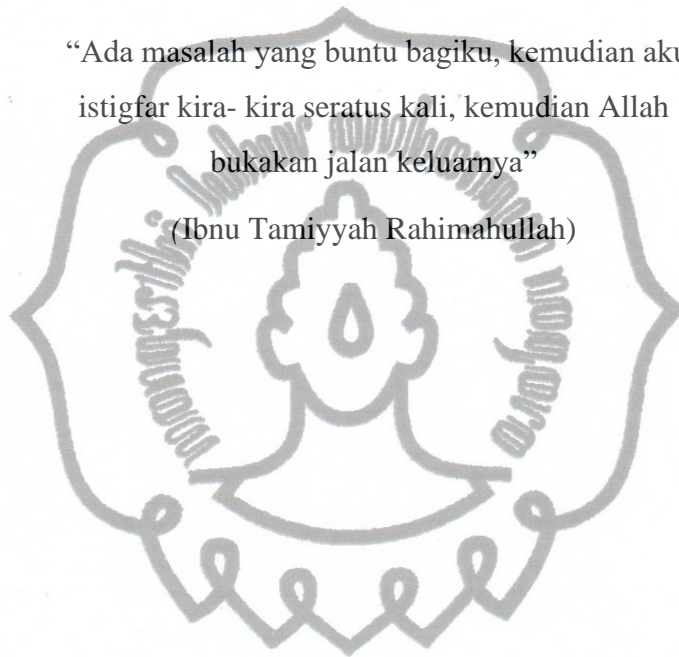 “Ada masalah yang buntu bagiku, kemudian aku
istigfar kira- kira seratus kali, kemudian Allah
bukakan jalan keluarnya”
(Ibnu Tamiyyah Rahimahullah)